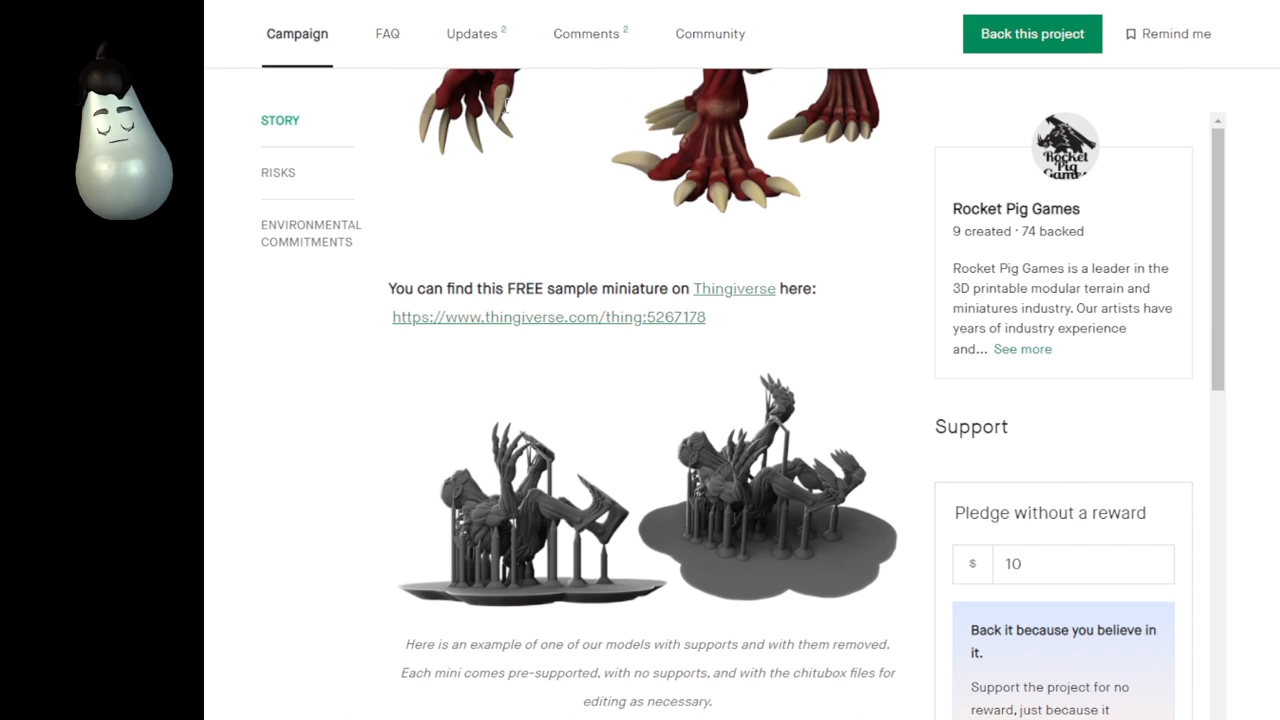 Campaign
FAQ
Updates 2
Comments 2
Community
Back this project
Remind me
STORY
RISKS
ENVIRONMENTAL
COMMITMENTS
You can find this FREE sample miniature on Thingiverse here:
https://www.thingiverse.com/thing:5267178
Here is an example of one of our models with supports and with them removed.
Each mini comes pre-supported, with no supports, and with the chitubox files for
editing as necessary.
Rocket
Pig
Games
Rocket Pig Games
9 created · 74 backed
Rocket Pig Games is a leader in the
3D printable modular terrain and
miniatures industry. Our artists have
years of industry experience
and... See more
Support
Pledge without a reward
$ 10
Back it because you believe in
it.
Support the project for no
reward, just because it